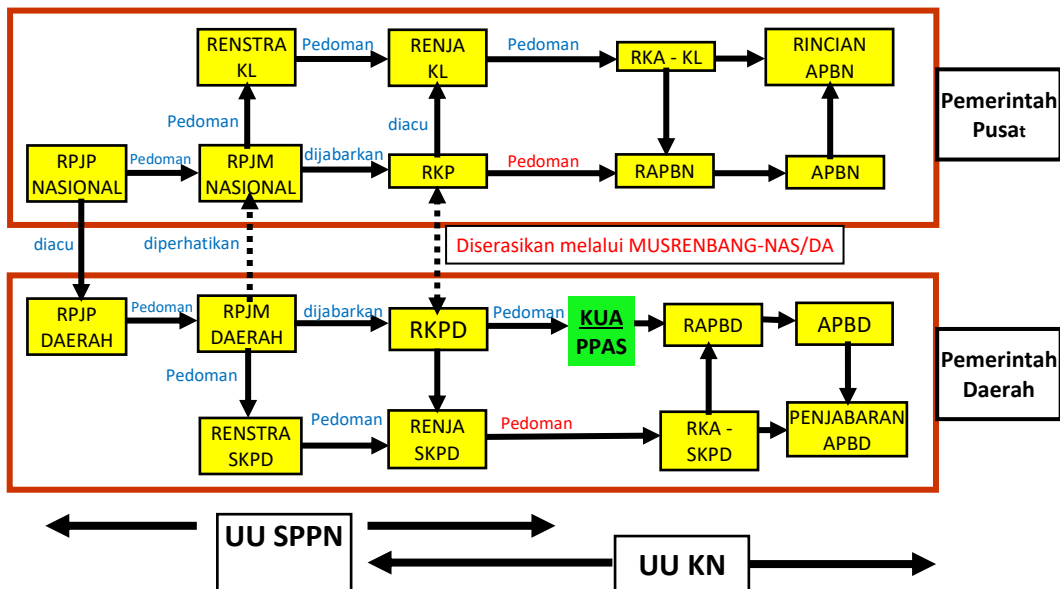 RENSTRA
KL
Pedoman
RENJA
KL
Pedoman
RKA - KL
RINCIAN
APBN
Pemerintah
Pusat
Pedoman
diacu
RPJP
NASIONAL
Pedoman
RPJM
NASIONAL
dijabarkan
RKP
Pedoman
RAPBN
APBN
diacu
diperhatikan
Diserasikan melalui MUSRENBANG-NAS/DA
RPJP
DAERAH
Pedoman
RPJM
DAERAH
dijabarkan
RKPD
Pedoman
KUA
PPAS
RAPBD
APBD
Pemerintah
Daerah
Pedoman
RENSTRA
SKPD
Pedoman
RENJA
SKPD
Pedoman
RKA -
SKPD
PENJABARAN
APBD
UU SPPN
UU KN